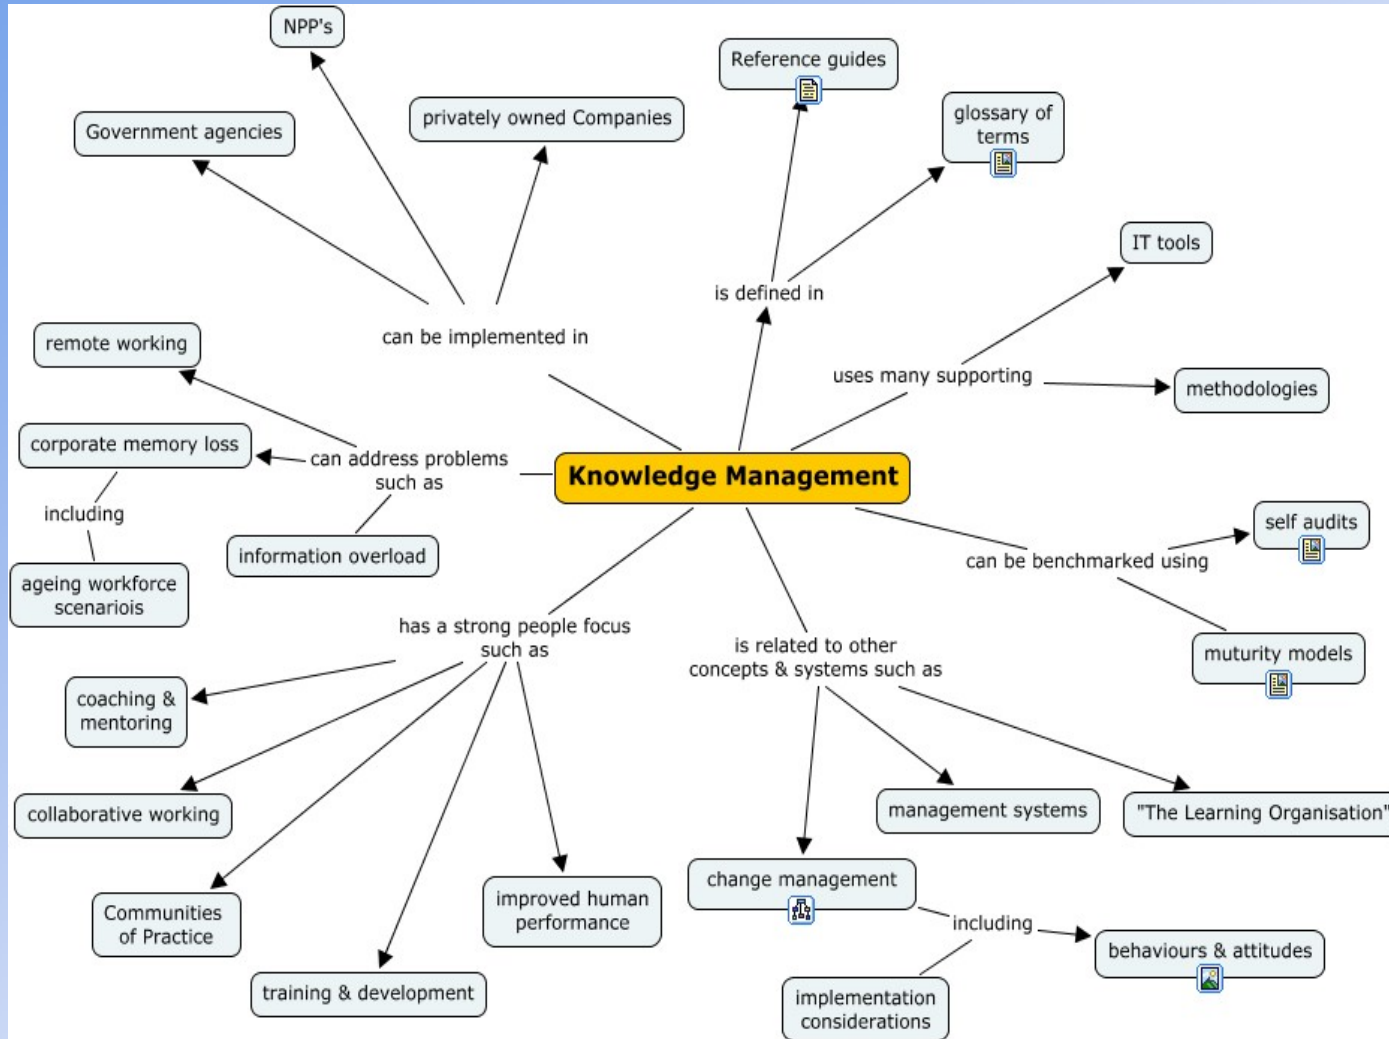 NPP's
Reference guides
privately owned Companies
Government agencies
glossary of
terms
IT tools
is defined in
can be implemented in
remote working
uses many supporting
methodologies
corporate memory loss
can address problems
such as
Knowledge Management
including
information overload
self audits
can be benchmarked using
ageing workforce
scenariois
has a strong people focus
such as
is related to other
concepts & systems such as
muturity models
coaching &
mentoring
collaborative working
management systems
"The Learning Organisation"
change management
improved human
performance
Communities
of Practice
including
behaviours & attitudes
training & development
implementation
considerations